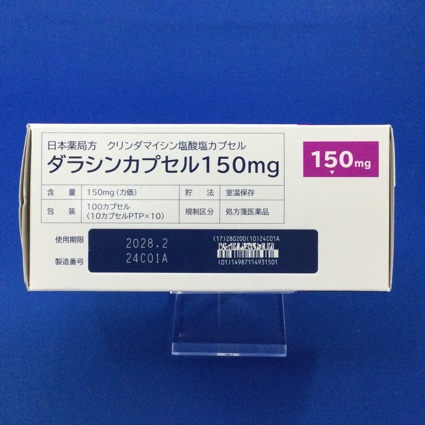 日本薬局方 クリンダマイシン塩酸塩カプセル
ダラシンカプセル150mg
150mg
含量 150mg(力価) 貯法 室温保存
包装 100カプセル (10カプセルPTP×10) 規制区分 処方箋医薬品
使用期限 2028.2
製造番号 24C01A
(17)280200(10)24C01A
(01)14987114931501